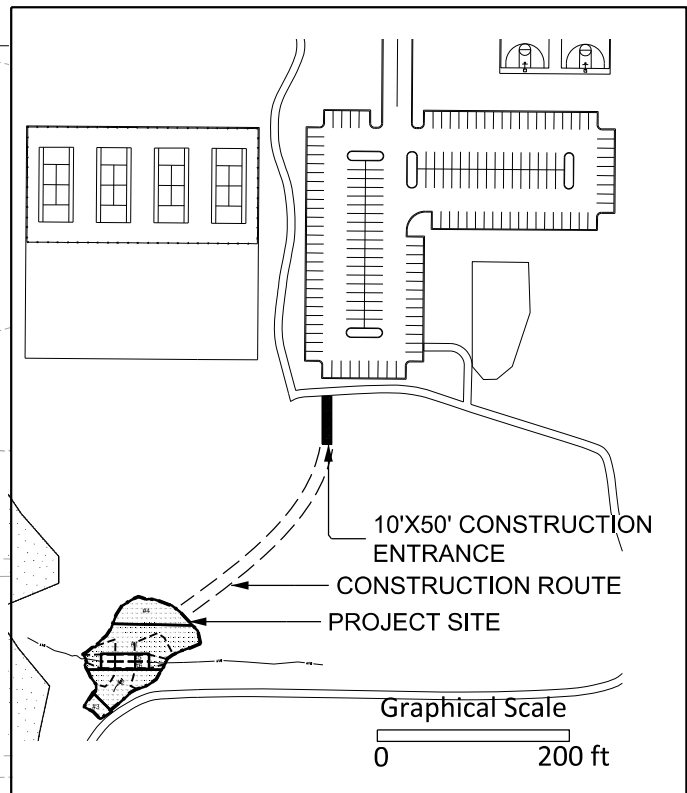 10'X50' CONSTRUCTION
ENTRANCE
CONSTRUCTION ROUTE
PROJECT SITE
Graphical Scale
0 200 ft